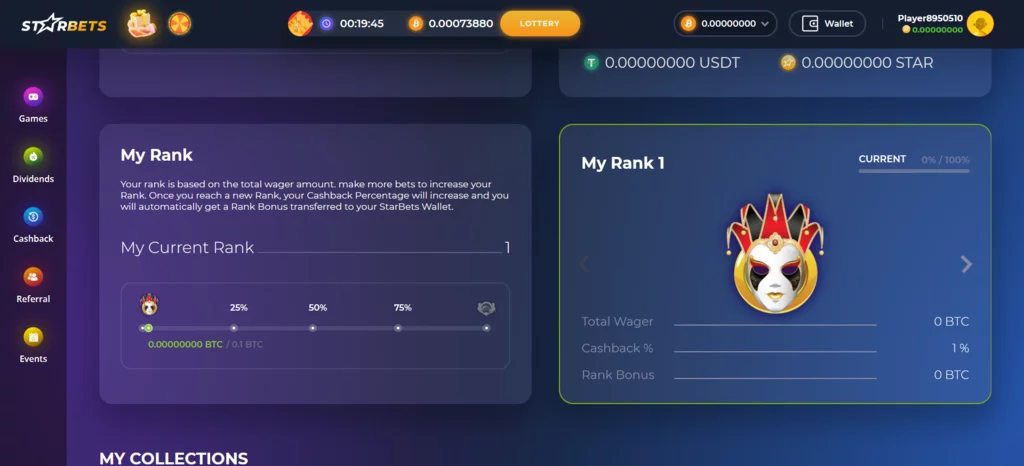 STARBETS
00:19:45
0.00073880
LOTTERY
0.00000000
Wallet
Player8950510
0.00000000
0.00000000 USDT
0.00000000 STAR
Games
Dividends
Cashback
Referral
Events
My Rank
Your rank is based on the total wager amount. make more bets to increase your
Rank. Once you reach a new Rank, your Cashback Percentage will increase and you
will automatically get a Rank Bonus transferred to your StarBets Wallet.
My Current Rank 1
25% 50% 75%
0.00000000 BTC / 0.1 BTC
My Rank 1
CURRENT 0% / 100%
Total Wager 0 BTC
Cashback % 1 %
Rank Bonus 0 BTC
MY COLLECTIONS